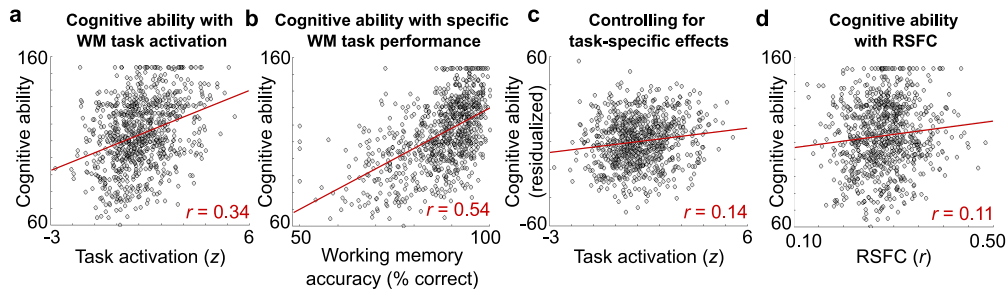 a
Cognitive ability with
WM task activation
160
Cognitive ability
60
-3
6
r = 0.34
Task activation (z)
b
Cognitive ability with specific
WM task performance
160
Cognitive ability
60
50
100
r = 0.54
Working memory
accuracy (% correct)
c
Controlling for
task-specific effects
60
Cognitive ability
(residualized)
-60
-3
6
r = 0.14
Task activation (z)
d
Cognitive ability
with RSFC
160
Cognitive ability
60
0.10
0.50
r = 0.11
RSFC (r)